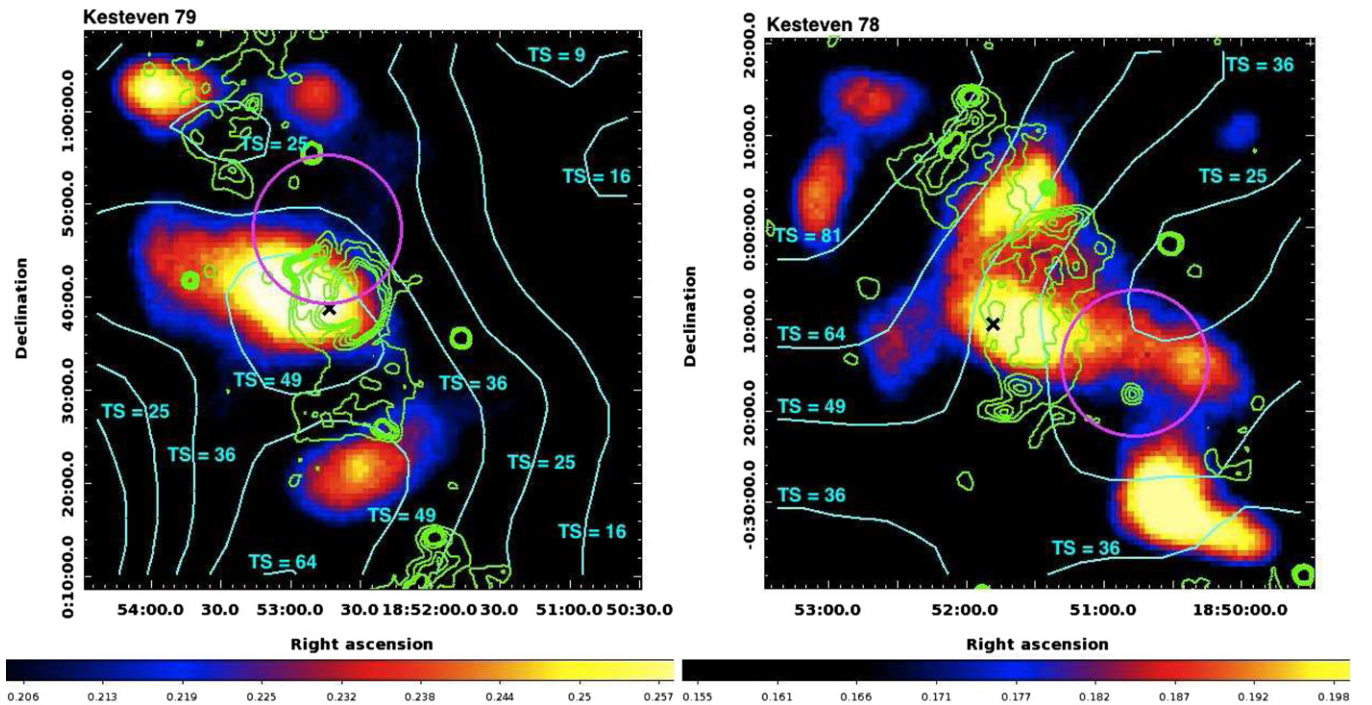 Kesteven 79
Declination
1:00:00.0
50:00.0
40:00.0
30:00.0
20:00.0
0:10:00.0
TS = 9
TS = 25
TS = 16
TS = 49
TS = 36
TS = 25
TS = 36
TS = 25
TS = 49
TS = 16
TS = 64
54:00.0 30.0 53:00.0 30.0 18:52:00.0 30 51:00.0 50:30.0
Right ascension
0.206 0.213 0.219 0.225 0.232 0.238 0.244 0.25 0.257
Kesteven 78
Declination
20:00.0
10:00.0
0:00:00.0
10:00.0
20:00.0
-0:30:00.0
TS = 36
TS = 25
TS = 81
TS = 64
TS = 49
TS = 36
TS = 36
53:00.0 52:00.0 51:00.0 18:50:00.0
Right ascension
0.155 0.161 0.166 0.171 0.177 0.182 0.187 0.192 0.198